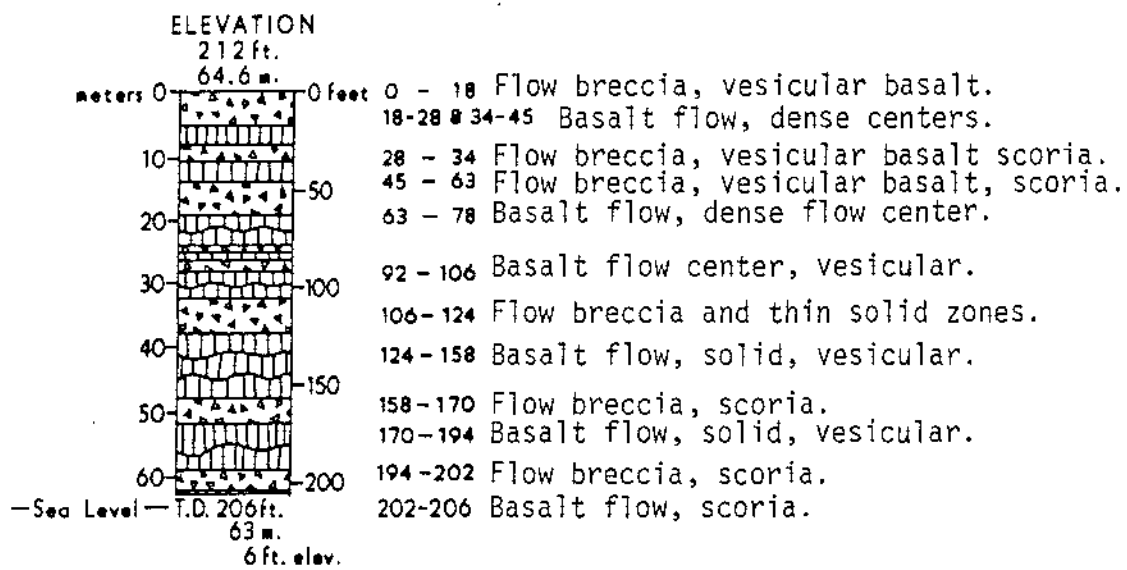 ELEVATION
212 ft.
64.6 m.
meters 0 0 feet
10
20
30
40
50
60
50
100
150
200
0 - 18 Flow breccia, vesicular basalt.
18-28 & 34-45 Basalt flow, dense centers.
28 - 34 Flow breccia, vesicular basalt scoria.
45 - 63 Flow breccia, vesicular basalt, scoria.
63 - 78 Basalt flow, dense flow center.
92 - 106 Basalt flow center, vesicular.
106 - 124 Flow breccia and thin solid zones.
124 - 158 Basalt flow, solid, vesicular.
158 - 170 Flow breccia, scoria.
170 - 194 Basalt flow, solid, vesicular.
194 - 202 Flow breccia, scoria.
202-206 Basalt flow, scoria.
—Sea Level— T.D. 206 ft.
63 m.
6 ft. elev.